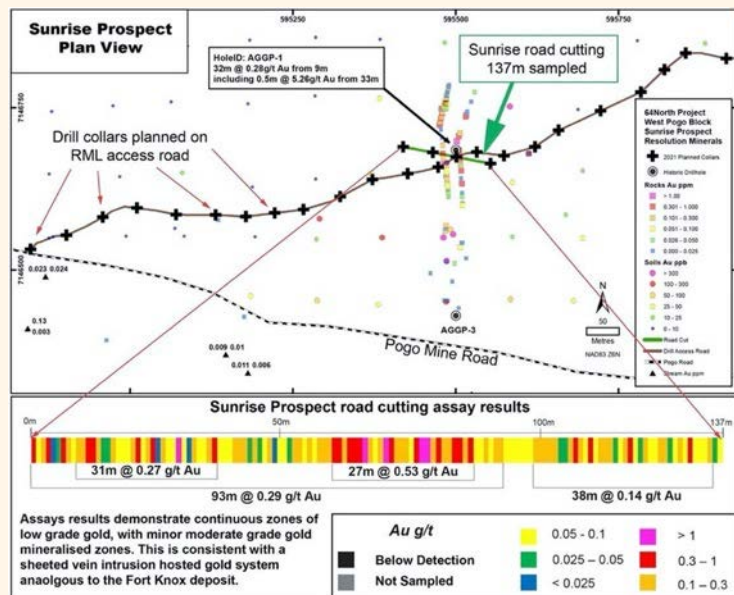 Sunrise Prospect
Plan View
595250
595500
595750
HoleID: AGGP-1
32m @ 0.28g/t Au from 9m
including 0.5m @ 5.26g/t Au from 33m
Sunrise road cutting
137m sampled
7146750
7146500
Drill collars planned on
RML access road
64North Project
West Pogo Block
Sunrise Prospect
Resolution Minerals
2021 Planned Collars
Historic Drillhole
Rocks Au ppm
> 1.00
0.301 - 1.000
0.101 - 0.300
0.051 - 0.100
0.026 - 0.050
0.000 - 0.025
Soils Au ppb
> 300
100 - 300
50 - 100
25 - 50
10 - 25
0 - 10
Road Cut
Drill Access Road
Pogo Road
Stream Au ppm
0.023 0.024
0.13
0.003
0.009 0.01
0.011 0.006
AGGP-3
Pogo Mine Road
N
50
Metres
NAD83 Z6N
Sunrise Prospect road cutting assay results
0m
50m
100m
137m
31m @ 0.27 g/t Au
27m @ 0.53 g/t Au
93m @ 0.29 g/t Au
38m @ 0.14 g/t Au
Assays results demonstrate continuous zones of
low grade gold, with minor moderate grade gold
mineralised zones. This is consistent with a
sheeted vein intrusion hosted gold system
anaolgous to the Fort Knox deposit.
Au g/t
Below Detection
Not Sampled
0.05 - 0.1
0.025 – 0.05
< 0.025
> 1
0.3 – 1
0.1 – 0.3